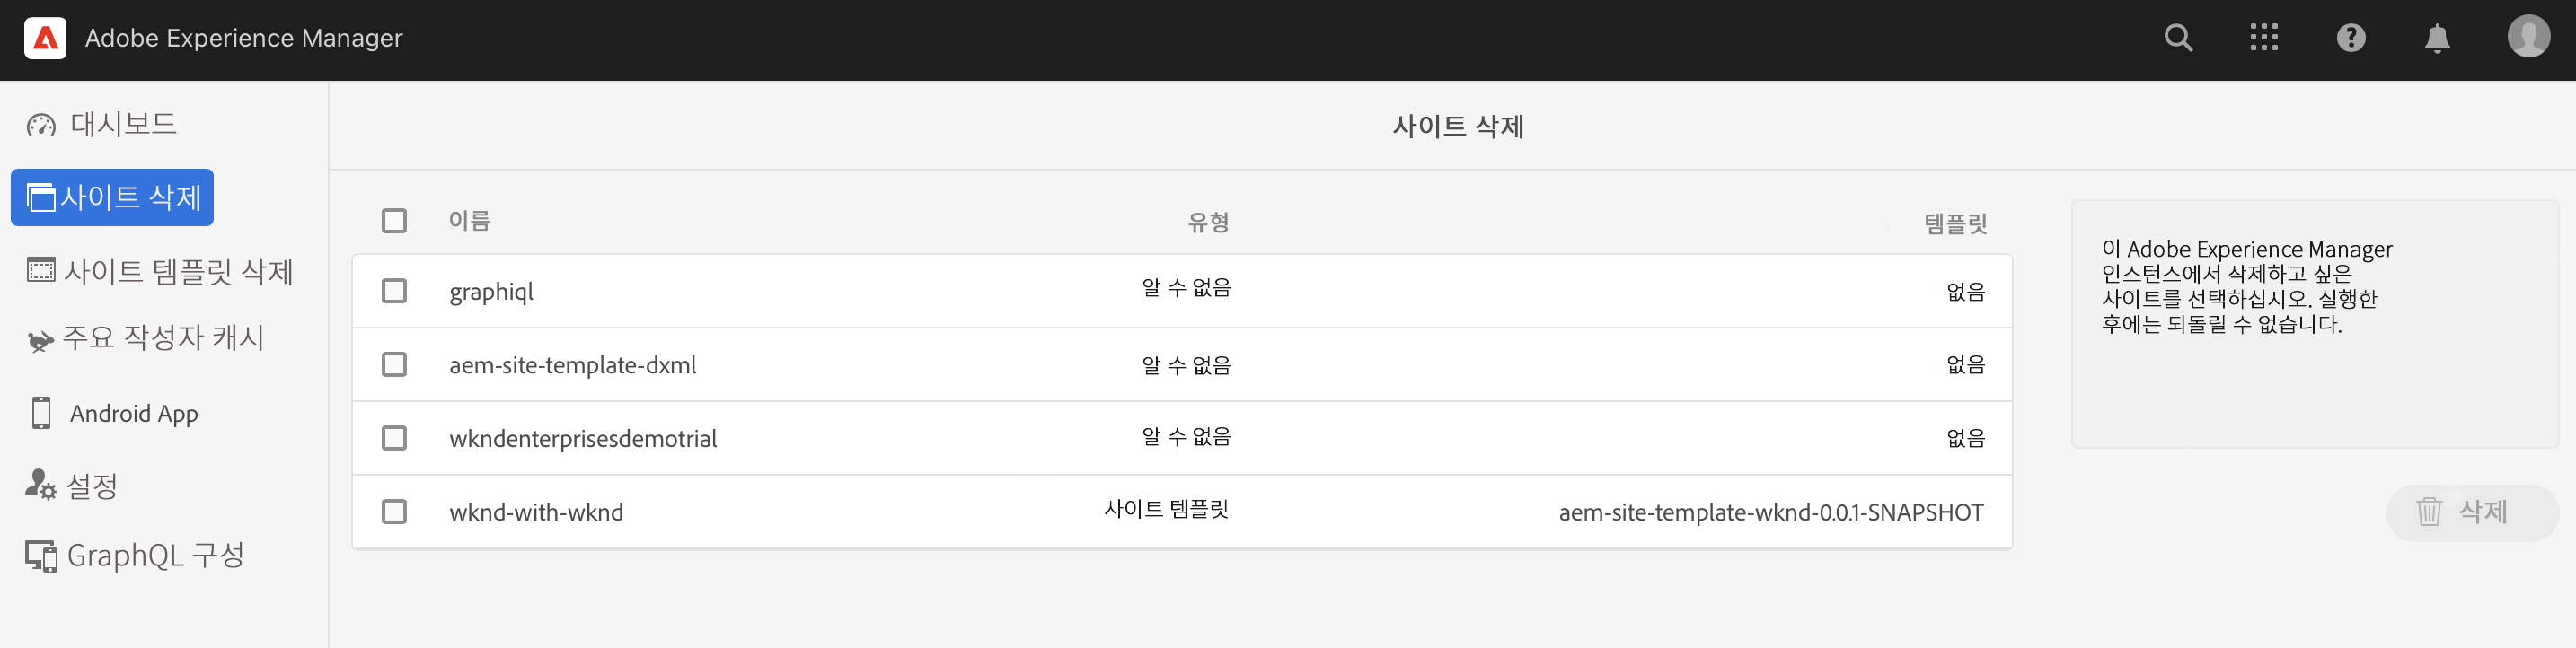 Adobe Experience Manager
대시보드
사이트 삭제
사이트 템플릿 삭제
주요 작성자 캐시
Android App
설정
GraphQL 구성
사이트 삭제
이름 유형 템플릿
graphiql 알 수 없음 없음
aem-site-template-dxml 알 수 없음 없음
wkndenterprisesdemotrial 알 수 없음 없음
wknd-with-wknd 사이트 템플릿 aem-site-template-wknd-0.0.1-SNAPSHOT
이 Adobe Experience Manager
인스턴스에서 삭제하고 싶은
사이트를 선택하십시오. 실행한
후에는 되돌릴 수 없습니다.
삭제